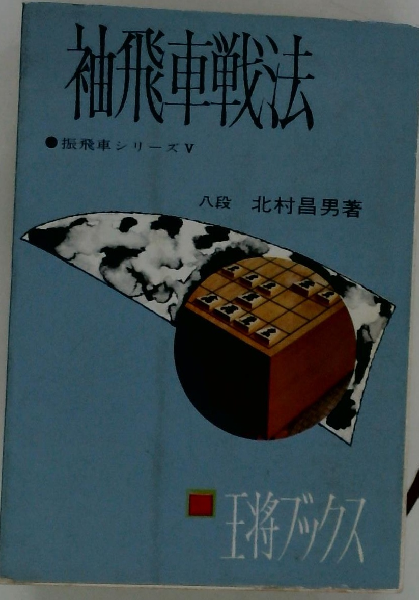 袖飛車戦法
●振飛車シリーズⅤ
八段 北村昌男著
王将ブックス